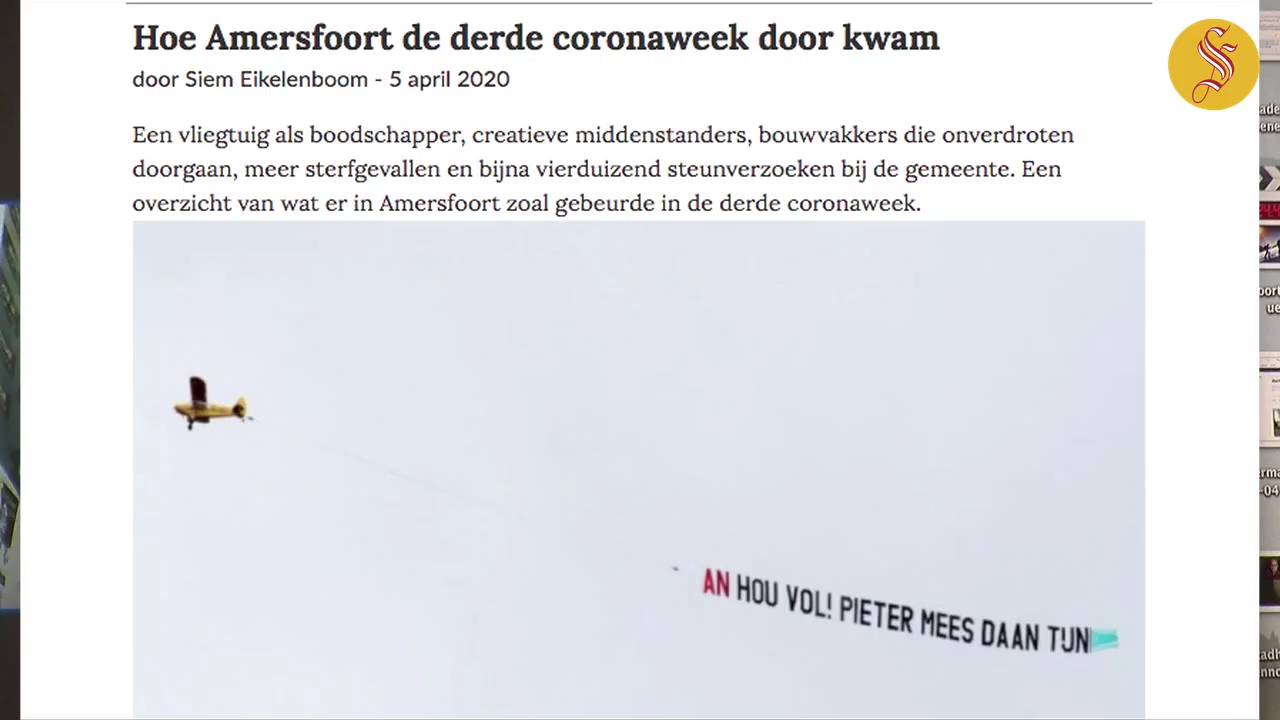 Hoe Amersfoort de derde coronaweek door kwam
door Siem Eikelenboom - 5 april 2020
Een vliegtuig als boodschapper, creatieve middenstanders, bouwvakkers die onverdroten
doorgaan, meer sterfgevallen en bijna vierduizend steunverzoeken bij de gemeente. Een
overzicht van wat er in Amersfoort zoal gebeurde in de derde coronaweek.
AN HOU VOL! PIETER MEES DAAN TIJN
S